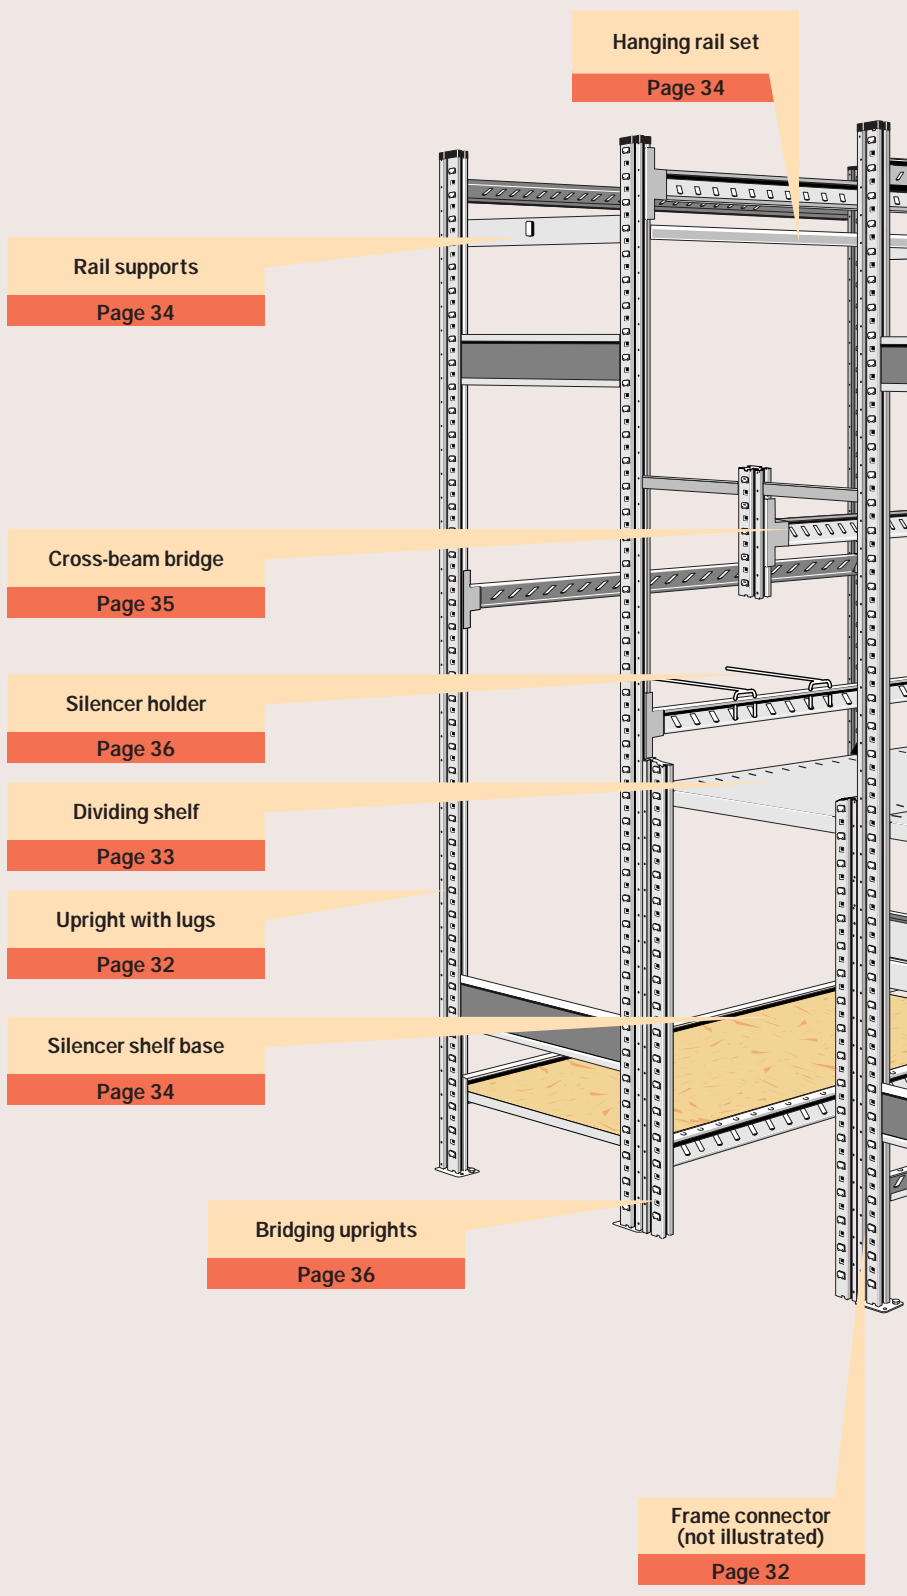 Hanging rail set
Page 34
Rail supports
Page 34
Cross-beam bridge
Page 35
Silencer holder
Page 36
Dividing shelf
Page 33
Upright with lugs
Page 32
Silencer shelf base
Page 34
Bridging uprights
Page 36
Frame connector
(not illustrated)
Page 32